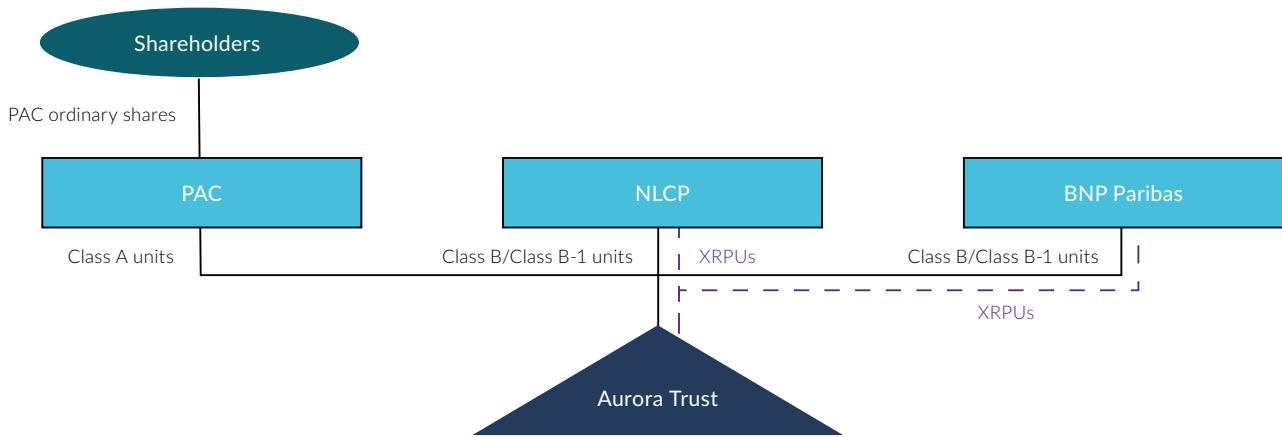 Shareholders
PAC ordinary shares
PAC
NLCP
BNP Paribas
Class A units
Class B/Class B-1 units
XRPUs
Class B/Class B-1 units
XRPUs
Aurora Trust